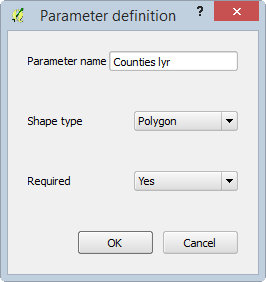 Parameter definition ?
Parameter name Counties lyr
Shape type Polygon
Required Yes
OK Cancel